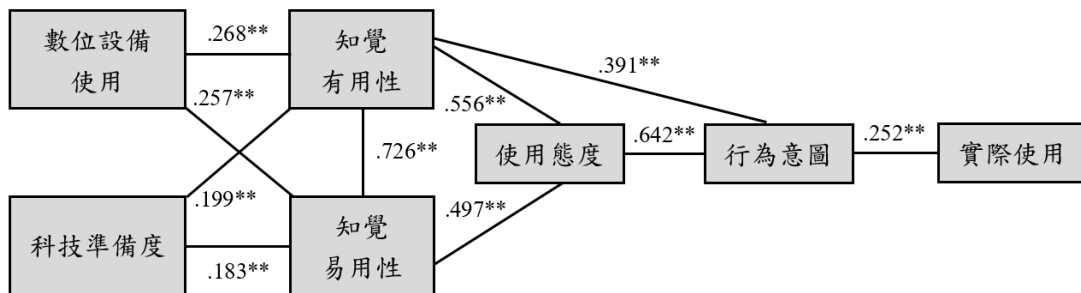 數位設備
使用
.268**
知覺
有用性
.391**
.257**
.556**
.726**
使用態度
.642**
行為意圖
.252**
實際使用
.199**
.497**
科技準備度
.183**
知覺
易用性